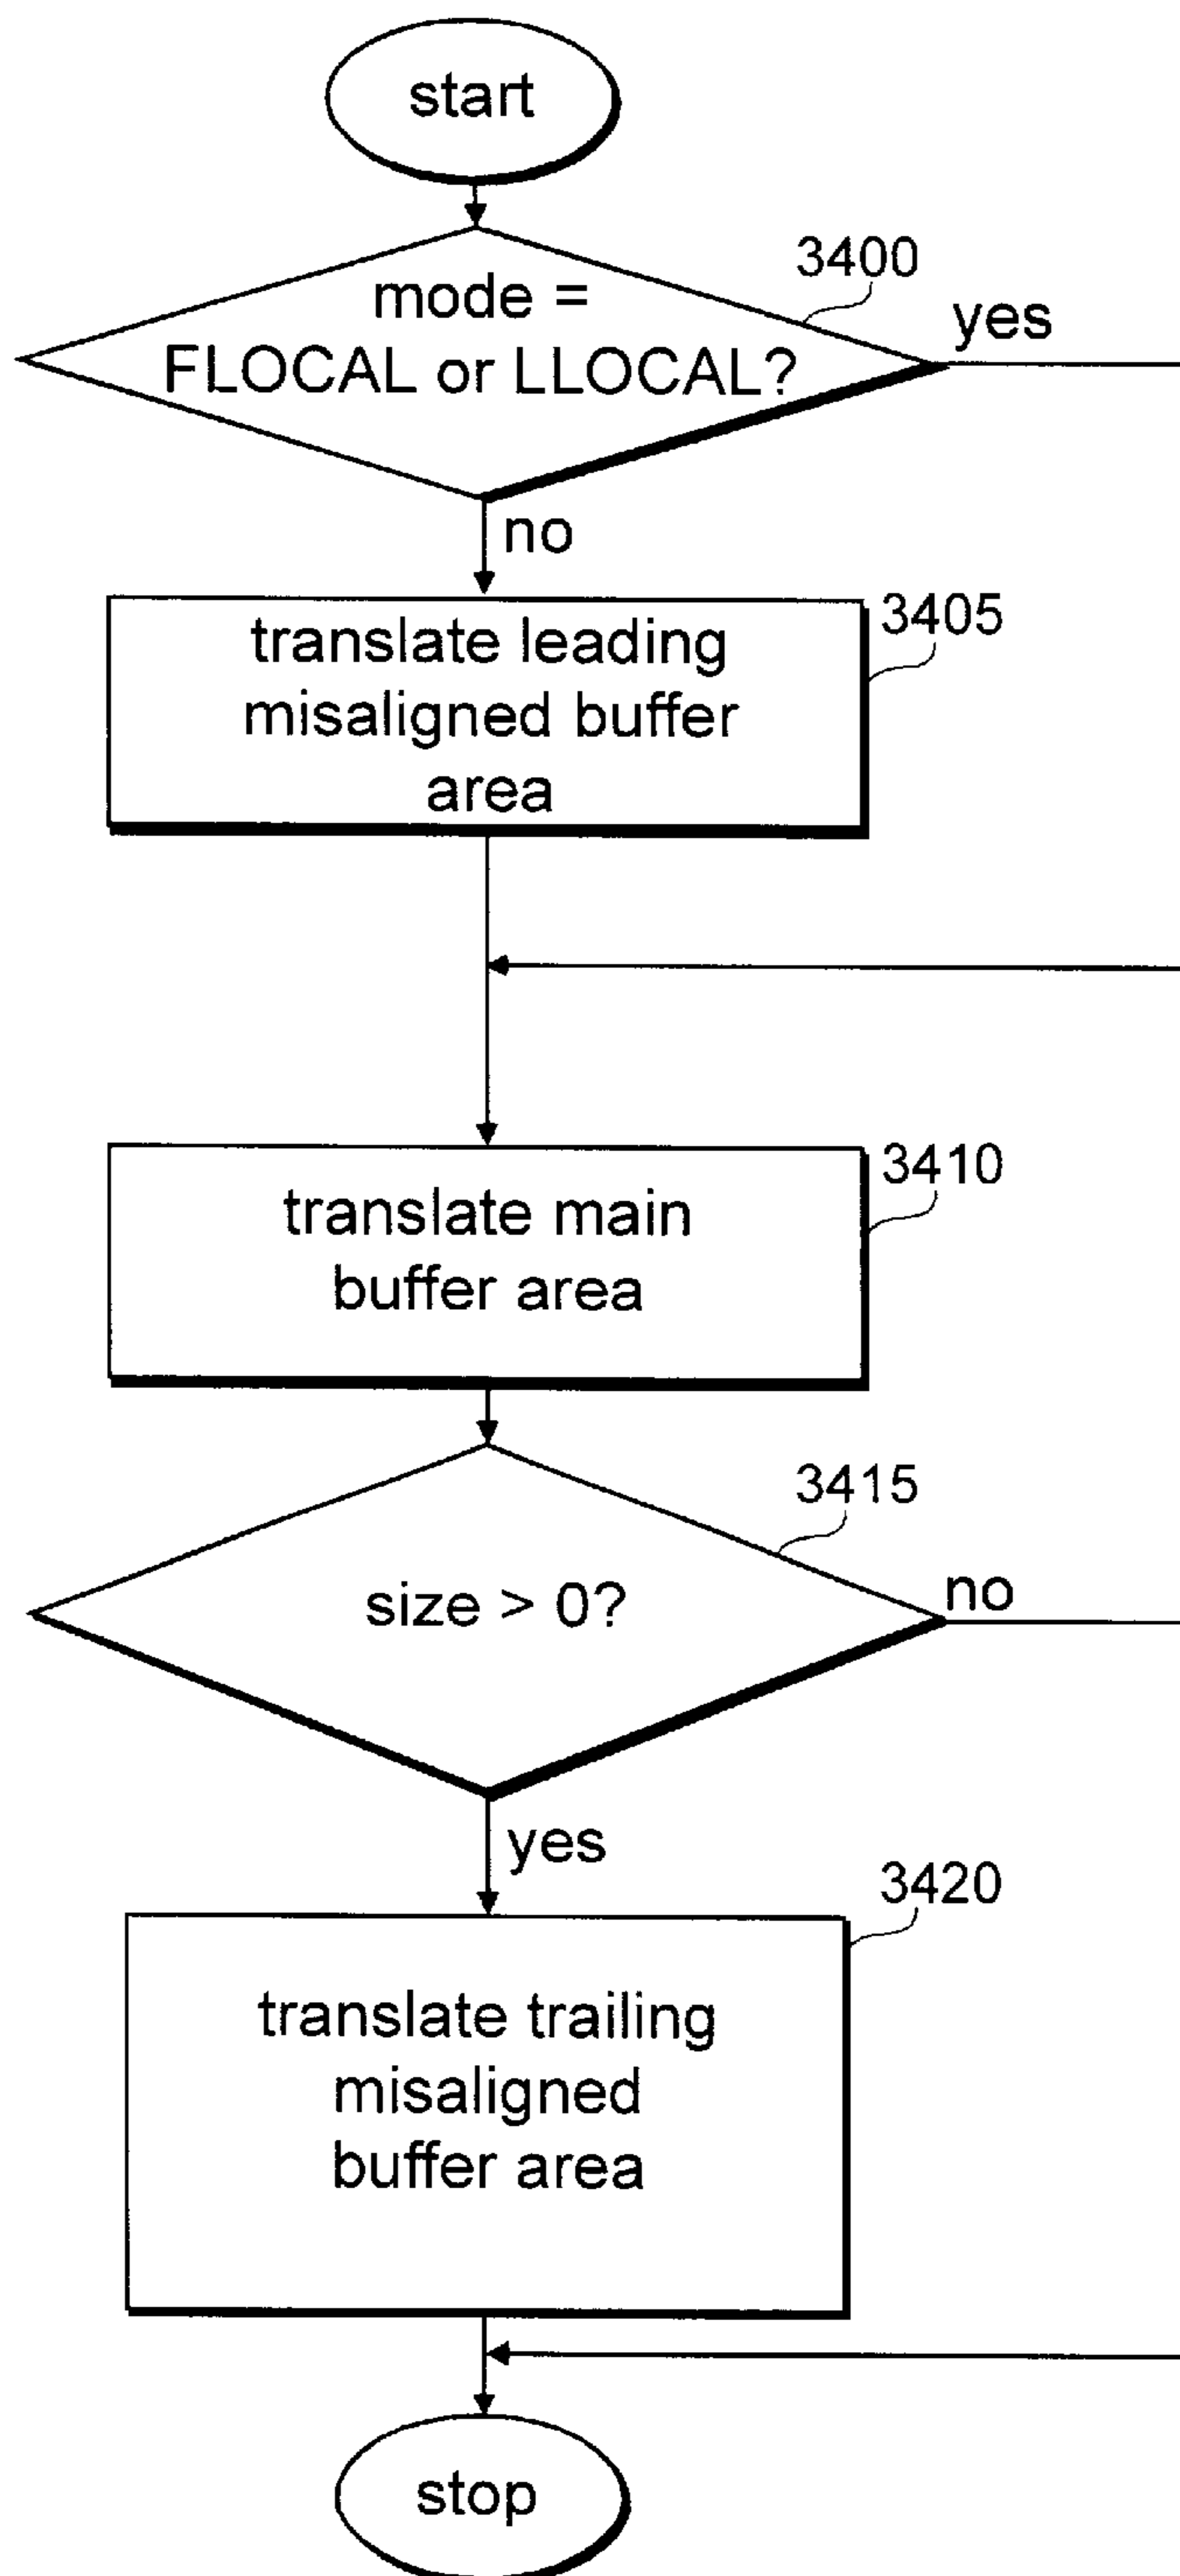 start
3400
mode =
FLOCAL or LLOCAL?
yes
no
3405
translate leading
misaligned buffer
area
3410
translate main
buffer area
3415
size > 0?
no
yes
3420
translate trailing
misaligned
buffer area
stop